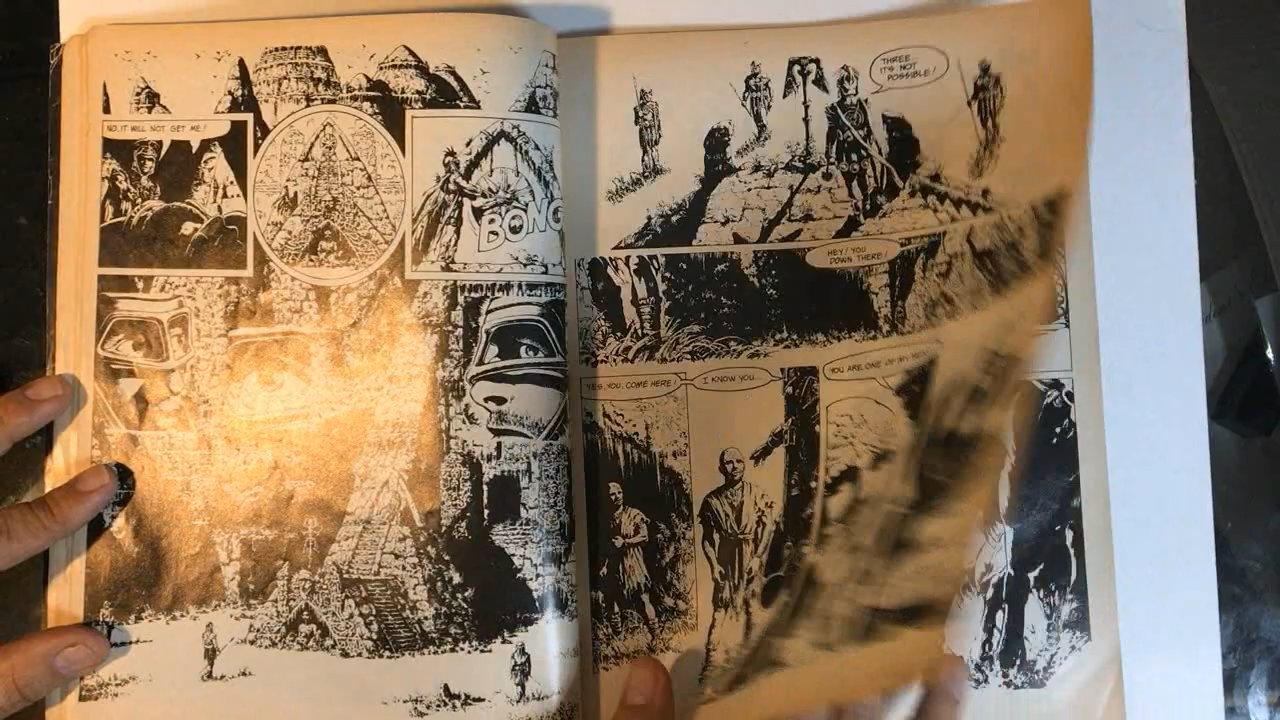 NO, IT WILL NOT GET ME!
BONG
THREE...
IT'S NOT
POSSIBLE!
HEY! YOU
DOWN THERE!
YES, YOU, COME HERE!
I KNOW YOU...
YOU ARE ONE OF MY